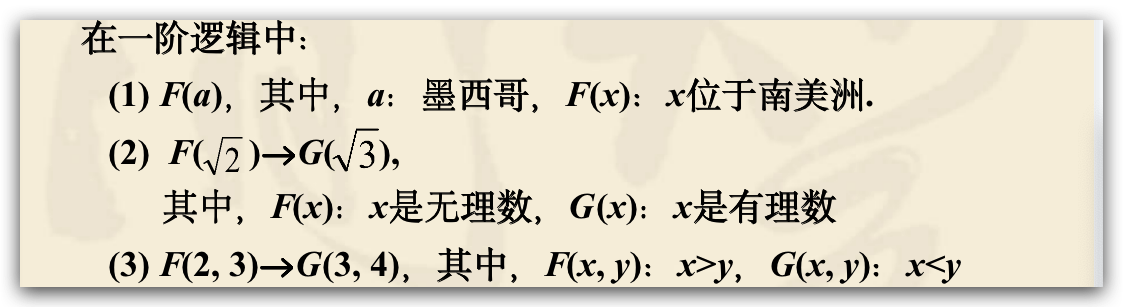 在一阶逻辑中：
(1) F(a)，其中，a：墨西哥，F(x)：x位于南美洲.
(2) F(√2)→G(√3),
其中，F(x)：x是无理数，G(x)：x是有理数
(3) F(2, 3)→G(3, 4)，其中，F(x, y)：x>y，G(x, y)：x<y